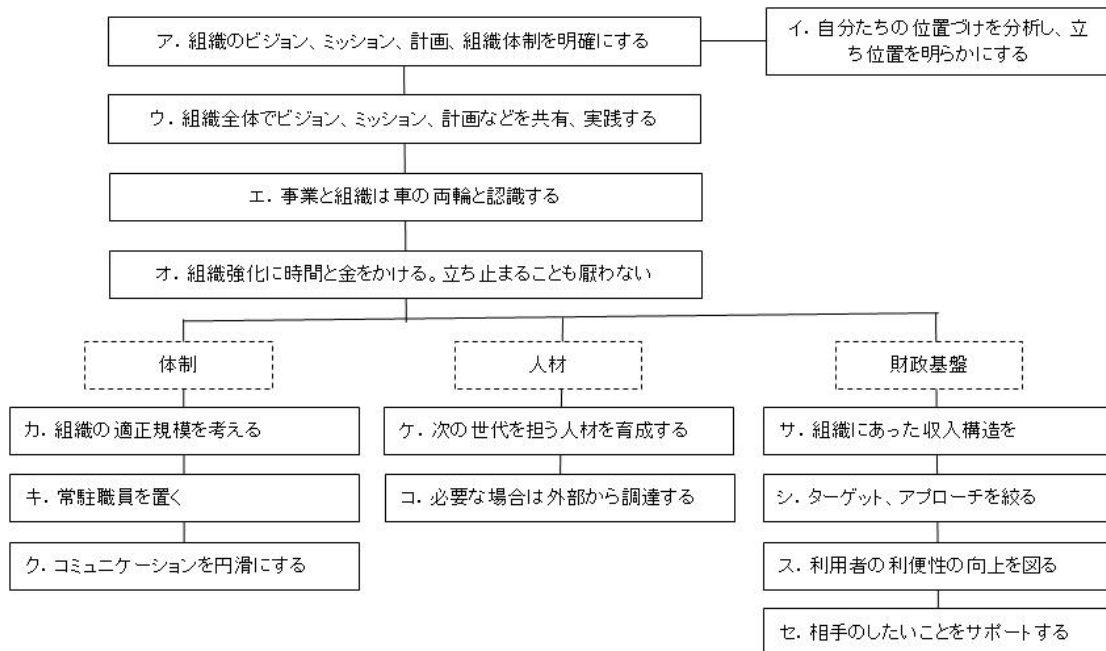 ア．組織のビジョン、ミッション、計画、組織体制を明確にする
イ．自分たちの位置づけを分析し、立
ち位置を明らかにする
ウ．組織全体でビジョン、ミッション、計画などを共有、実践する
エ．事業と組織は車の両輪と認識する
オ．組織強化に時間と金をかける。立ち止まることも厭わない
体制
人材
財政基盤
カ．組織の適正規模を考える
ケ．次の世代を担う人材を育成する
サ．組織にあった収入構造を
キ．常駐職員を置く
コ．必要な場合は外部から調達する
シ．ターゲット、アプローチを絞る
ク．コミュニケーションを円滑にする
ス．利用者の利便性の向上を図る
セ．相手のしたいことをサポートする